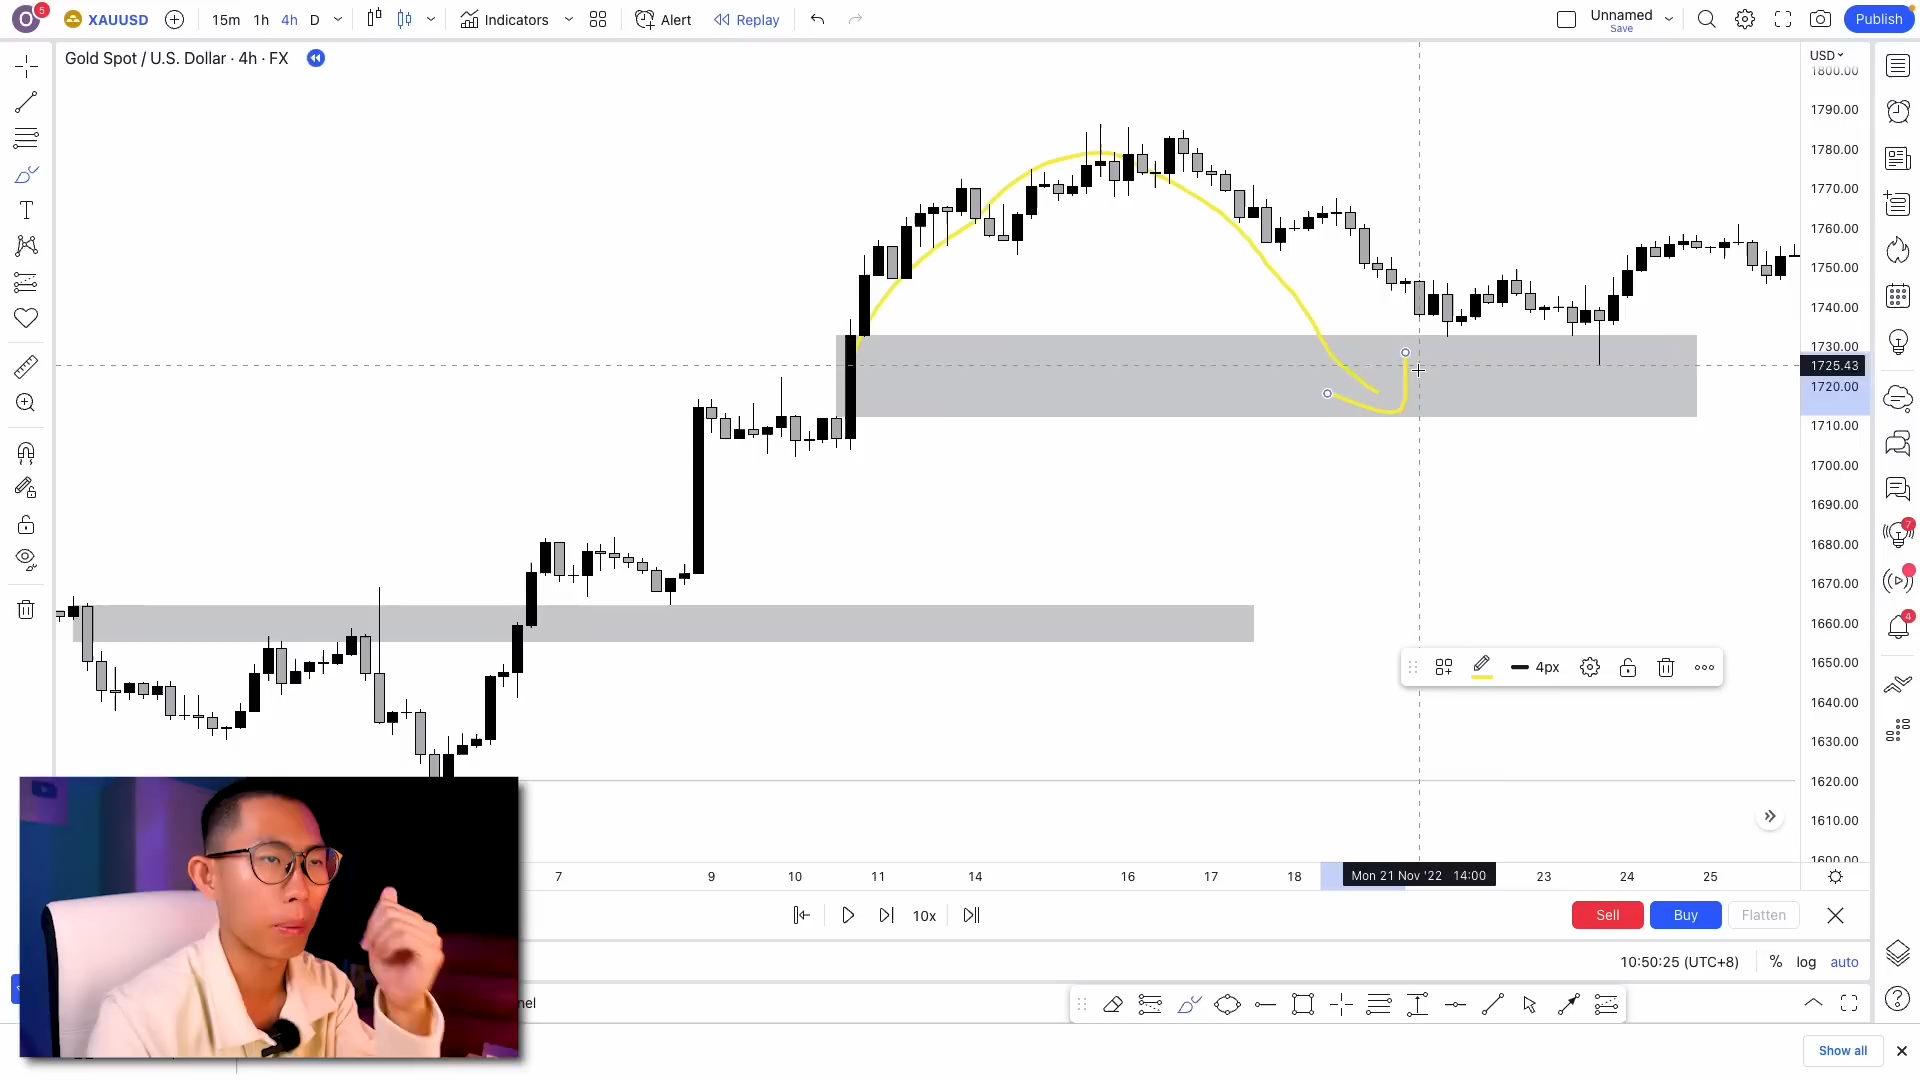 5
XAUUSD
15m 1h 4h D Indicators Alert Replay
Unnamed
Save
Publish
Gold Spot / U.S. Dollar · 4h · FX
USD
1800.00
1790.00
1780.00
1770.00
1760.00
1750.00
1740.00
1730.00
1725.43
1720.00
1710.00
1700.00
1690.00
1680.00
1670.00
1660.00
1650.00
1640.00
1630.00
1620.00
1610.00
1600.00
7
4
4px
7 9 10 11 14 16 17 18 Mon 21 Nov '22 14:00 23 24 25
10x
Sell Buy Flatten
10:50:25 (UTC+8) % log auto
nel
Show all